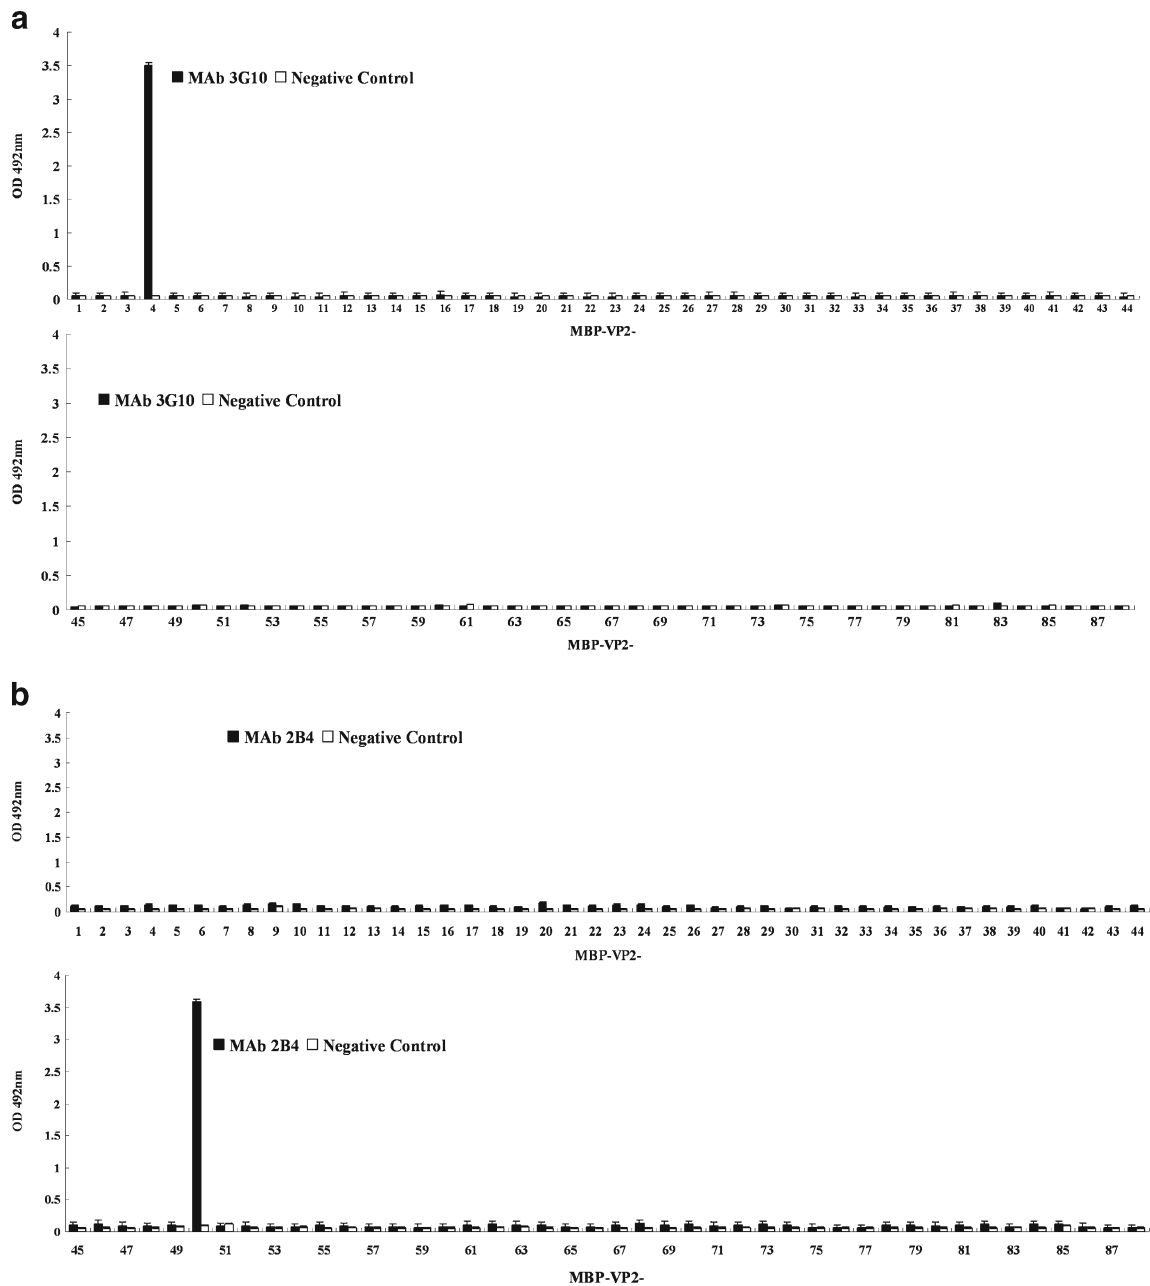 a
4
3.5
3
2.5
2
1.5
1
0.5
0
OD 492nm
MAb 3G10 Negative Control
1 2 3 4 5 6 7 8 9 10 11 12 13 14 15 16 17 18 19 20 21 22 23 24 25 26 27 28 29 30 31 32 33 34 35 36 37 38 39 40 41 42 43 44
MBP-VP2-
4
3.5
3
2.5
2
1.5
1
0.5
0
OD 492nm
MAb 3G10 Negative Control
45 47 49 51 53 55 57 59 61 63 65 67 69 71 73 75 77 79 81 83 85 87
MBP-VP2-
b
4
3.5
3
2.5
2
1.5
1
0.5
0
OD 492nm
MAb 2B4 Negative Control
1 2 3 4 5 6 7 8 9 10 11 12 13 14 15 16 17 18 19 20 21 22 23 24 25 26 27 28 29 30 31 32 33 34 35 36 37 38 39 40 41 42 43 44
MBP-VP2-
4
3.5
3
2.5
2
1.5
1
0.5
0
OD 492nm
MAb 2B4 Negative Control
45 47 49 51 53 55 57 59 61 63 65 67 69 71 73 75 77 79 81 83 85 87
MBP-VP2-